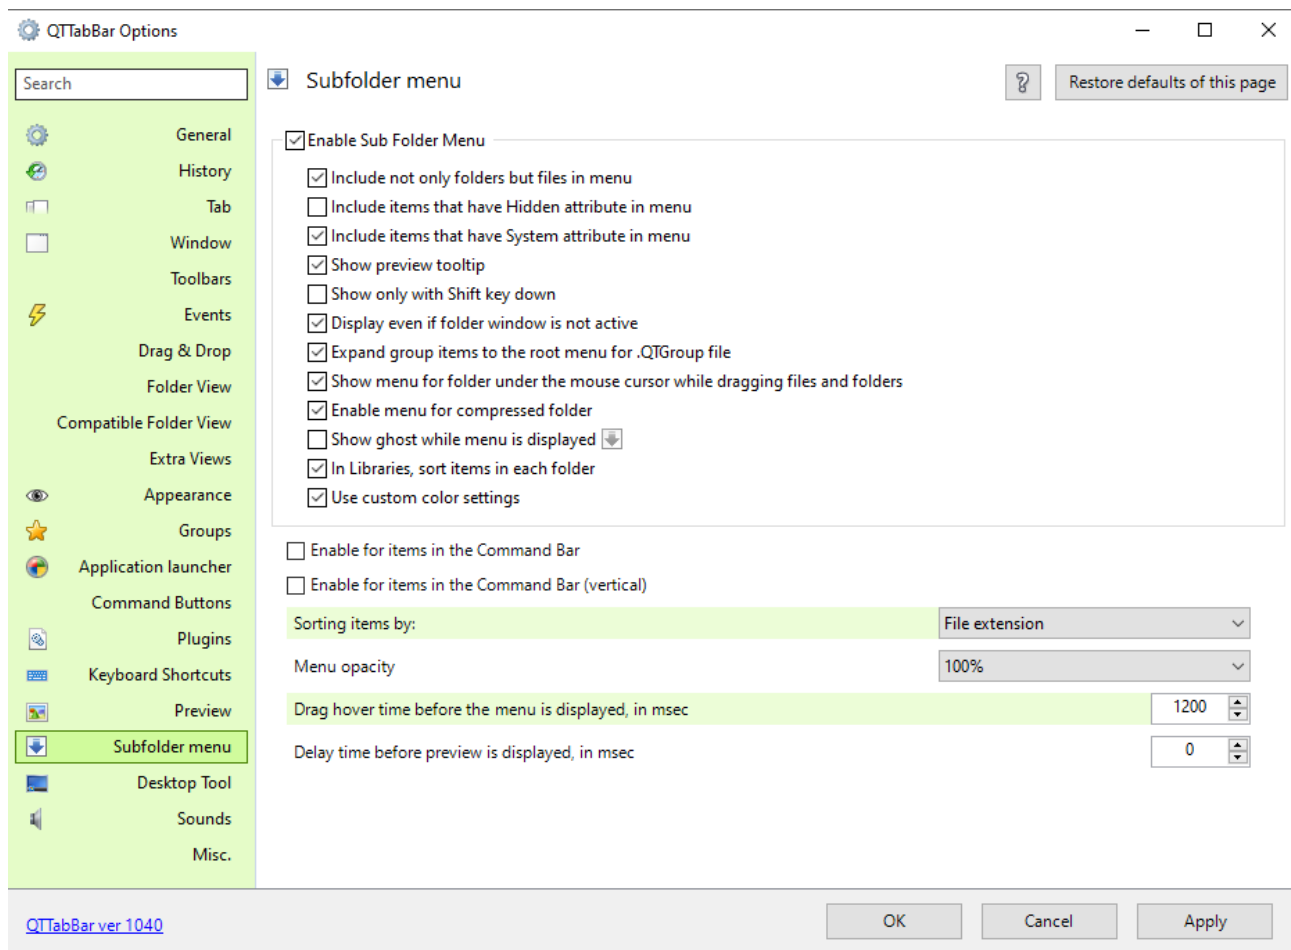 QTTabBar Options
Search
General
History
Tab
Window
Toolbars
Events
Drag & Drop
Folder View
Compatible Folder View
Extra Views
Appearance
Groups
Application launcher
Command Buttons
Plugins
Keyboard Shortcuts
Preview
Subfolder menu
Desktop Tool
Sounds
Misc.
Subfolder menu
? Restore defaults of this page
Enable Sub Folder Menu
Include not only folders but files in menu
Include items that have Hidden attribute in menu
Include items that have System attribute in menu
Show preview tooltip
Show only with Shift key down
Display even if folder window is not active
Expand group items to the root menu for .QTGroup file
Show menu for folder under the mouse cursor while dragging files and folders
Enable menu for compressed folder
Show ghost while menu is displayed
In Libraries, sort items in each folder
Use custom color settings
Enable for items in the Command Bar
Enable for items in the Command Bar (vertical)
Sorting items by: File extension
Menu opacity 100%
Drag hover time before the menu is displayed, in msec 1200
Delay time before preview is displayed, in msec 0
QTTabBar ver 1040
OK Cancel Apply